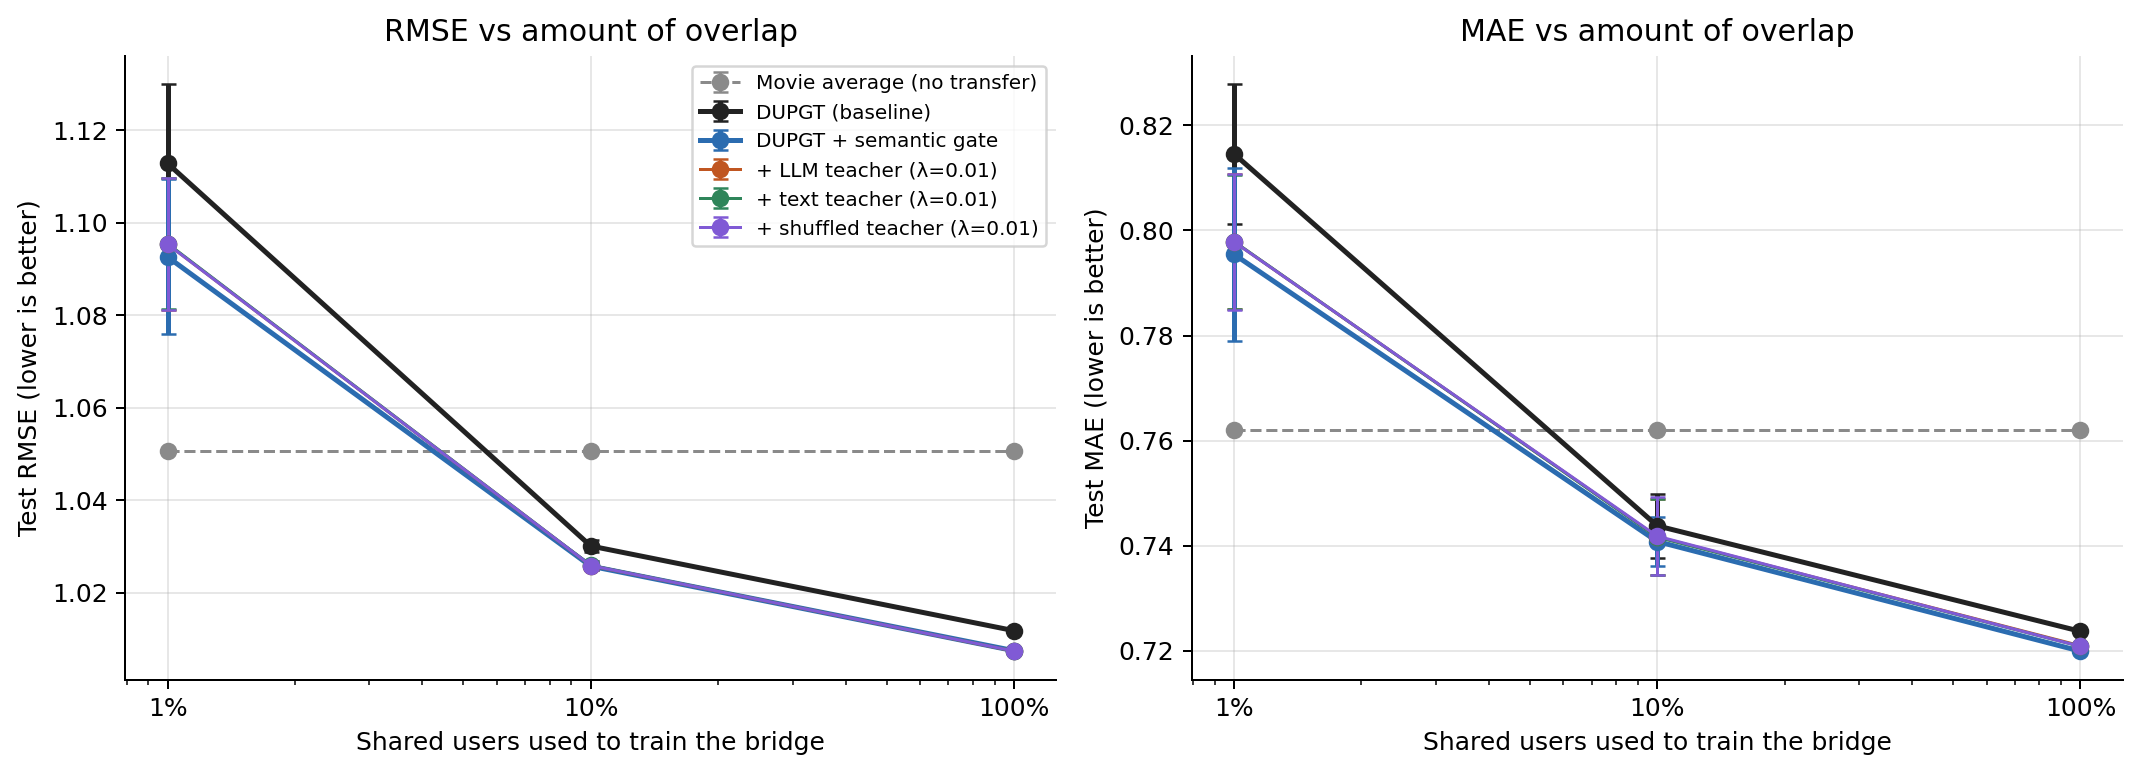 RMSE vs amount of overlap
Test RMSE (lower is better)
1.12
1.10
1.08
1.06
1.04
1.02
Movie average (no transfer)
DUPGT (baseline)
DUPGT + semantic gate
+ LLM teacher (λ=0.01)
+ text teacher (λ=0.01)
+ shuffled teacher (λ=0.01)
1% 10% 100%
Shared users used to train the bridge
MAE vs amount of overlap
Test MAE (lower is better)
0.82
0.80
0.78
0.76
0.74
0.72
1% 10% 100%
Shared users used to train the bridge